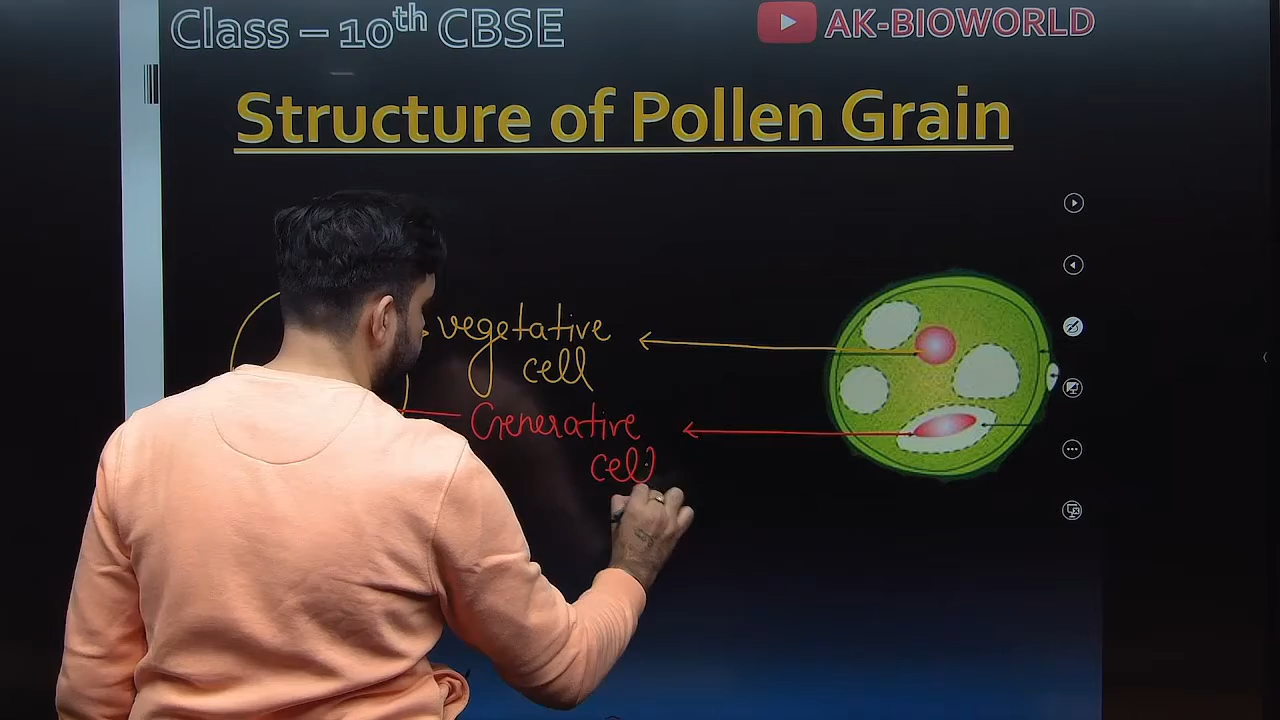 Class – 10th CBSE
AK-BIOWORLD
Structure of Pollen Grain
vegetative
cell
Generative
cell